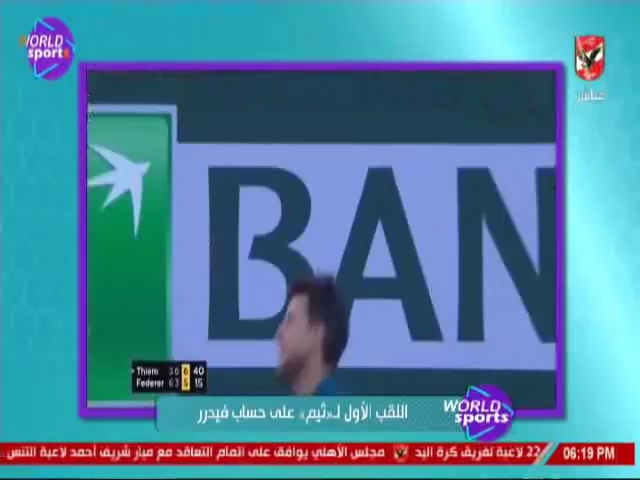 WORLD
sports
مباشر
BAN
Thiem 3 6 6 40
Federer 6 3 5 15
اللقب الأول لـ«ثيم» على حساب فيدرر
WORLD
sports
22 لاعبة لفريق كرة اليد مجلس الأهلي يوافق على اتمام التعاقد مع ميار شريف أحمد لاعبة التنس
06:19 PM